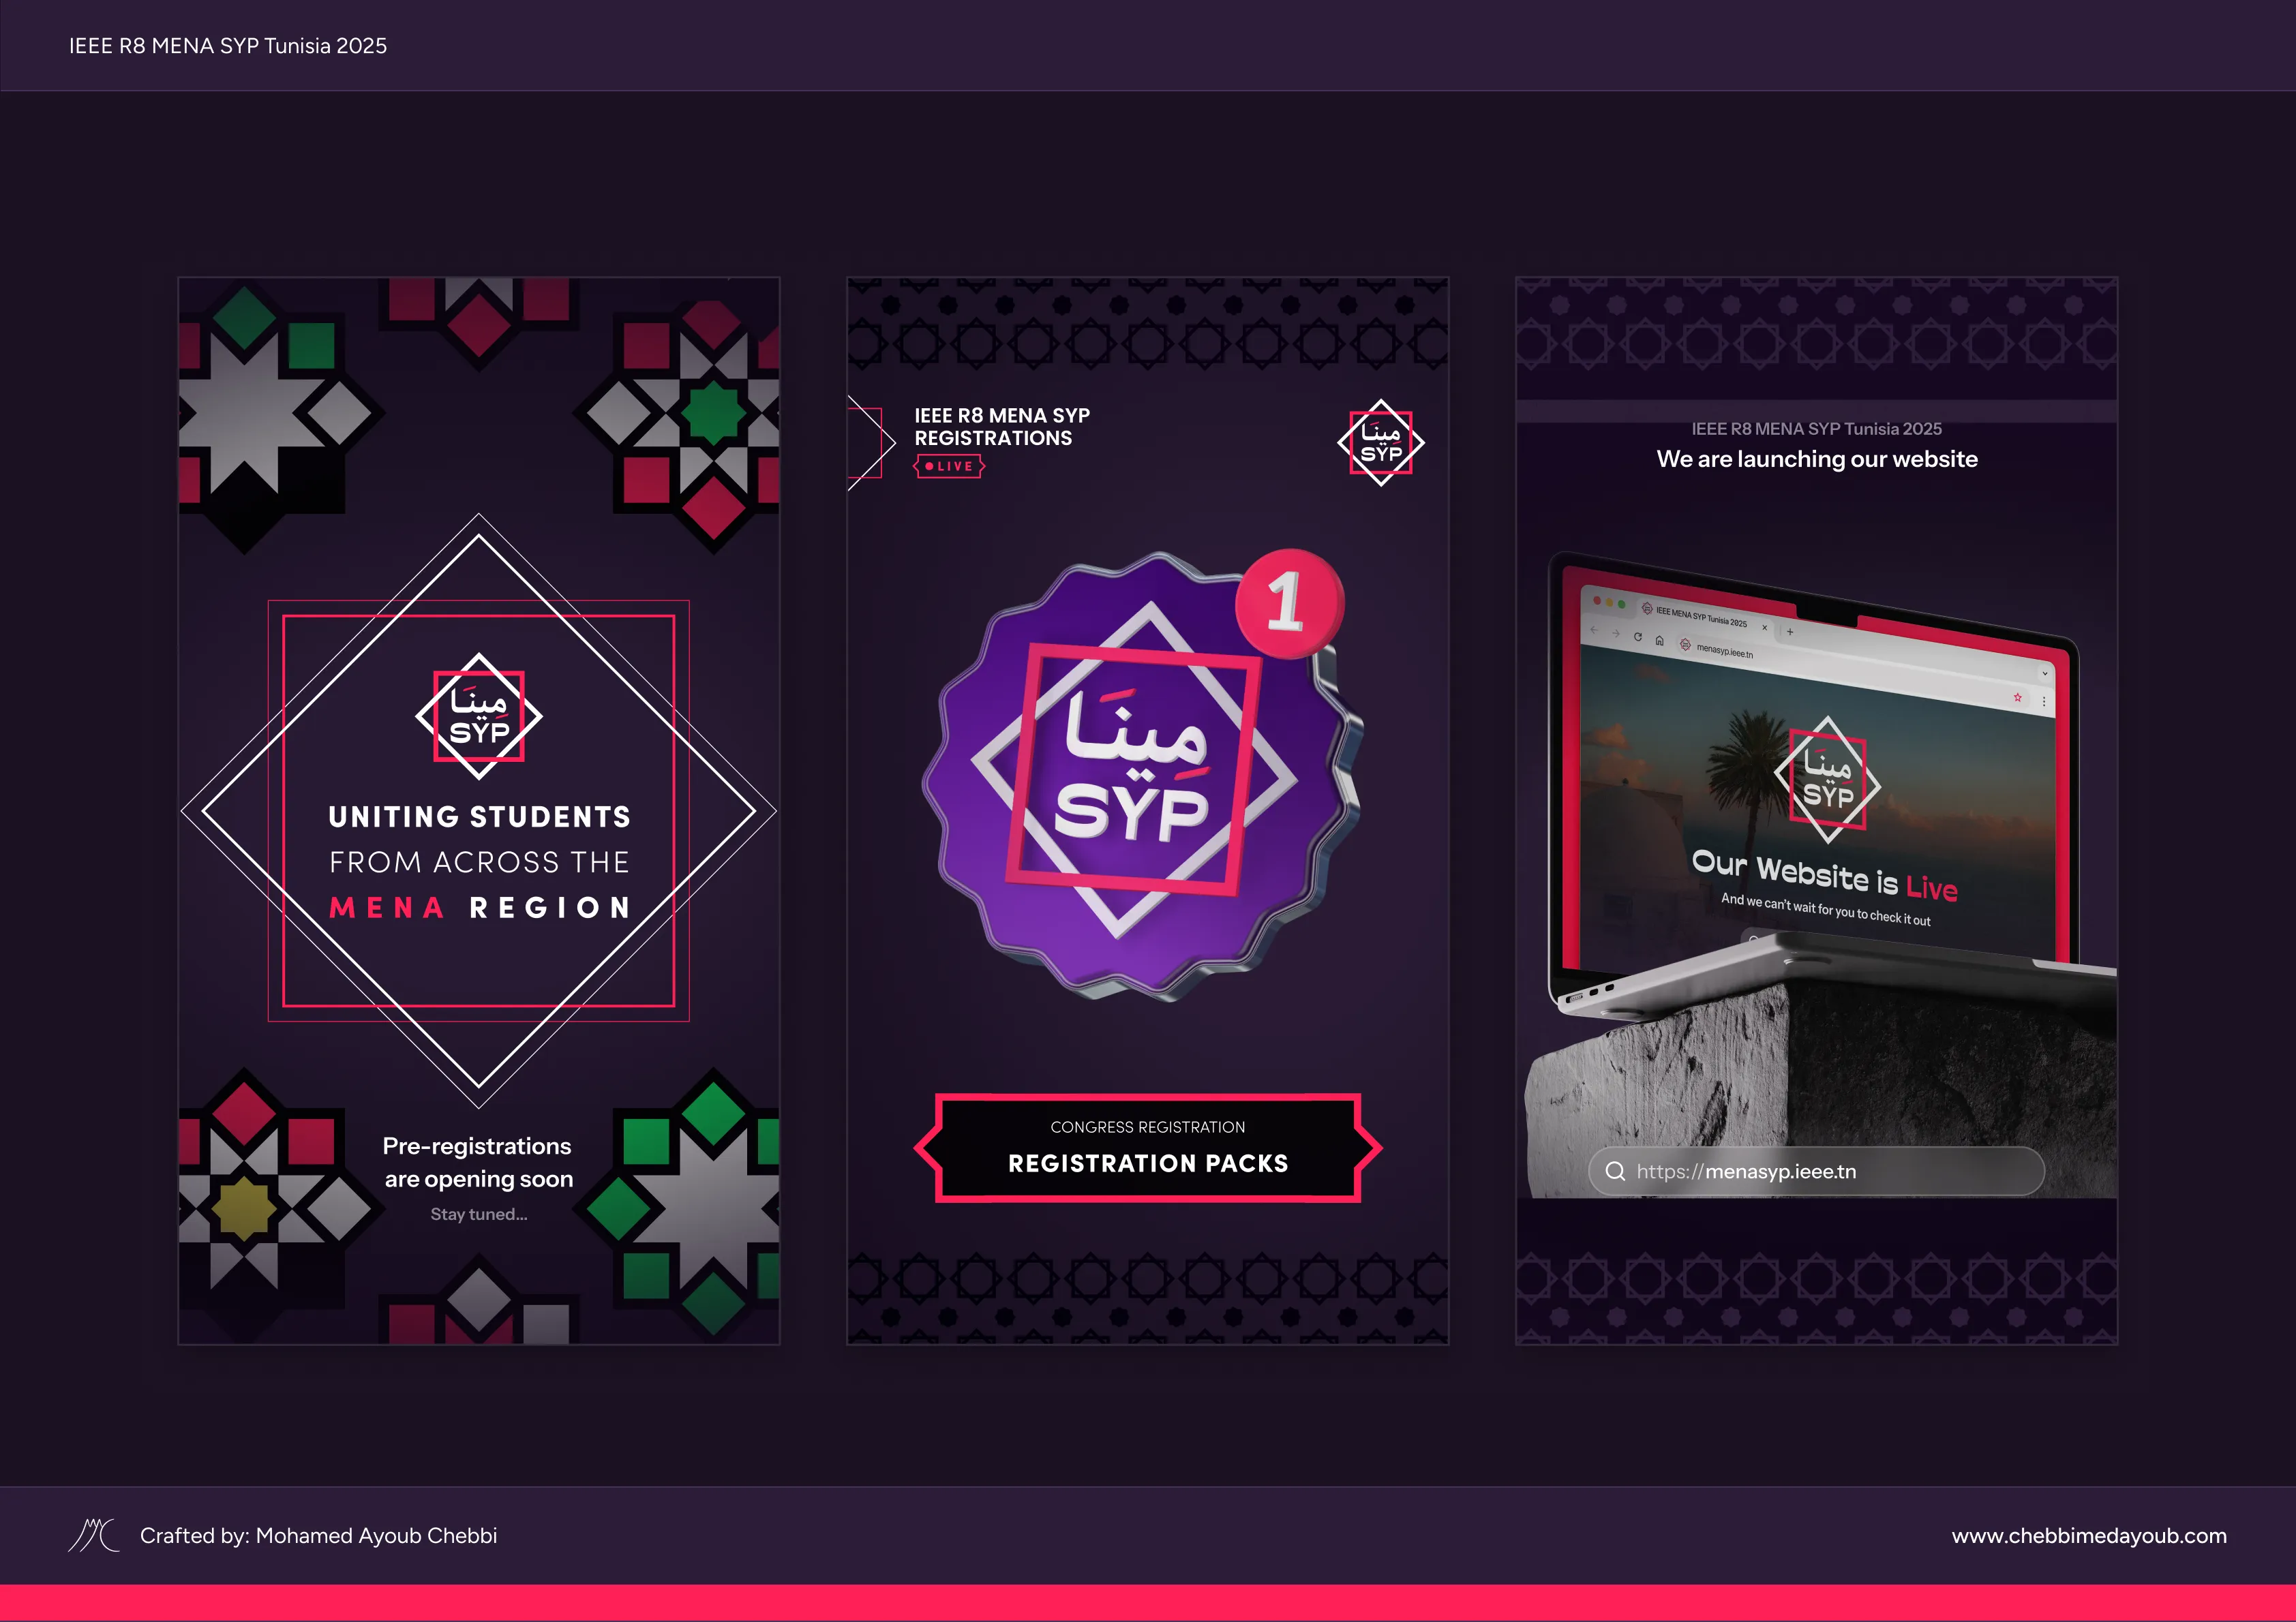 IEEE R8 MENA SYP Tunisia 2025
مِينَا
SYP
UNITING STUDENTS
FROM ACROSS THE
MENA REGION
Pre-registrations
are opening soon
Stay tuned...
IEEE R8 MENA SYP
REGISTRATIONS
LIVE
مِينَا
SYP
1
مِينَا
SYP
CONGRESS REGISTRATION
REGISTRATION PACKS
IEEE R8 MENA SYP Tunisia 2025
We are launching our website
IEEE MENA SYP Tunisia 2025
menasyp.ieee.tn
مِينَا
SYP
Our Website is Live
And we can't wait for you to check it out
https://menasyp.ieee.tn
Crafted by: Mohamed Ayoub Chebbi
www.chebbimedayoub.com